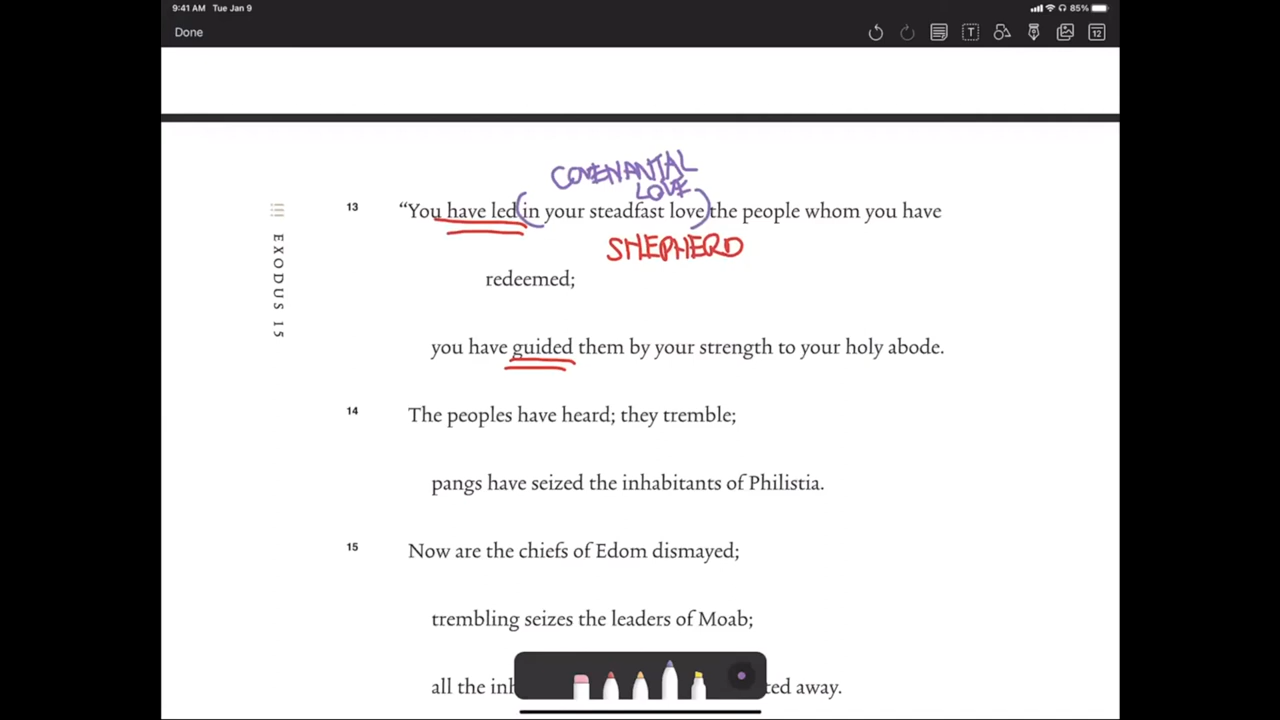 9:41 AM Tue Jan 9
85%
Done
T
12
COVENANTAL
LOVE
13 “You have led (in your steadfast love) the people whom you have
SHEPHERD
redeemed;
EXODUS 15
you have guided them by your strength to your holy abode.
14 The peoples have heard; they tremble;
pangs have seized the inhabitants of Philistia.
15 Now are the chiefs of Edom dismayed;
trembling seizes the leaders of Moab;
all the inh ted away.